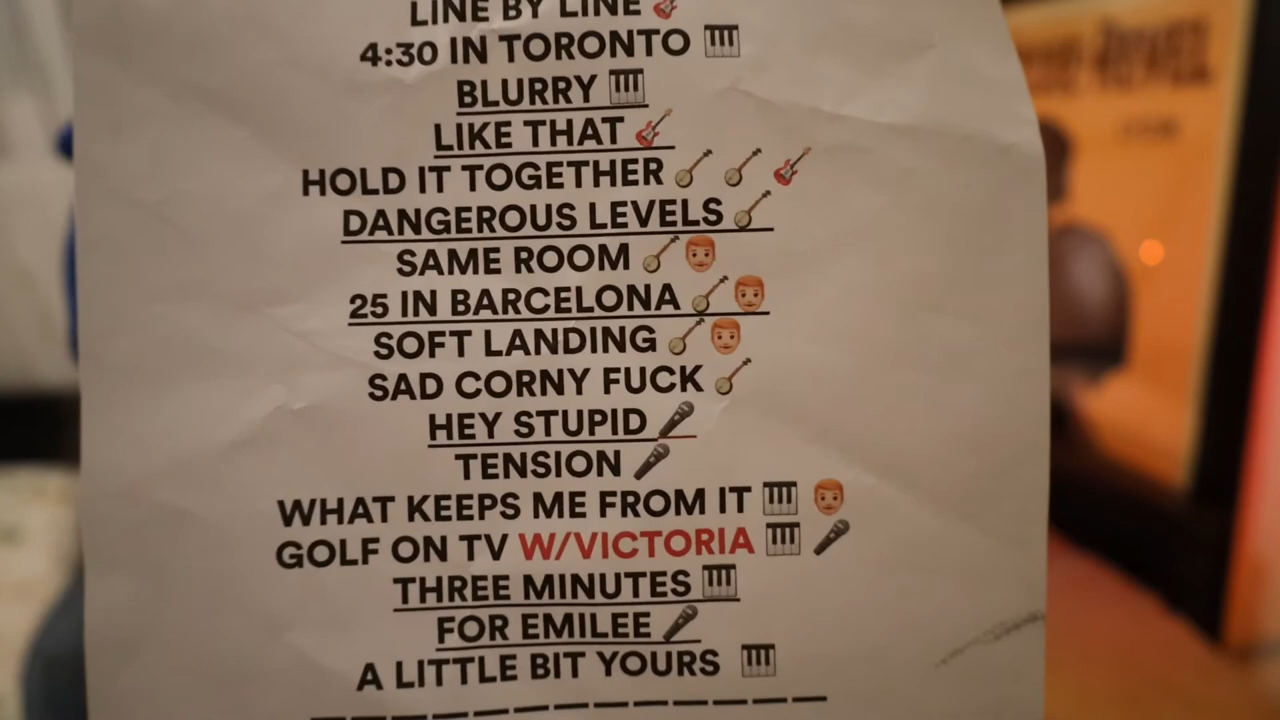 LINE BY LINE 🎸
4:30 IN TORONTO 🎹
BLURRY 🎹
LIKE THAT 🎸
HOLD IT TOGETHER 🪕 🪕 🎸
DANGEROUS LEVELS 🪕
SAME ROOM 🪕 👨🏼‍🦰
25 IN BARCELONA 🪕 👨🏼‍🦰
SOFT LANDING 🪕 👨🏼‍🦰
SAD CORNY FUCK 🪕
HEY STUPID 🎤
TENSION 🎤
WHAT KEEPS ME FROM IT 🎹 👨🏼‍🦰
GOLF ON TV W/VICTORIA 🎹 🎤
THREE MINUTES 🎹
FOR EMILEE 🎤
A LITTLE BIT YOURS 🎹